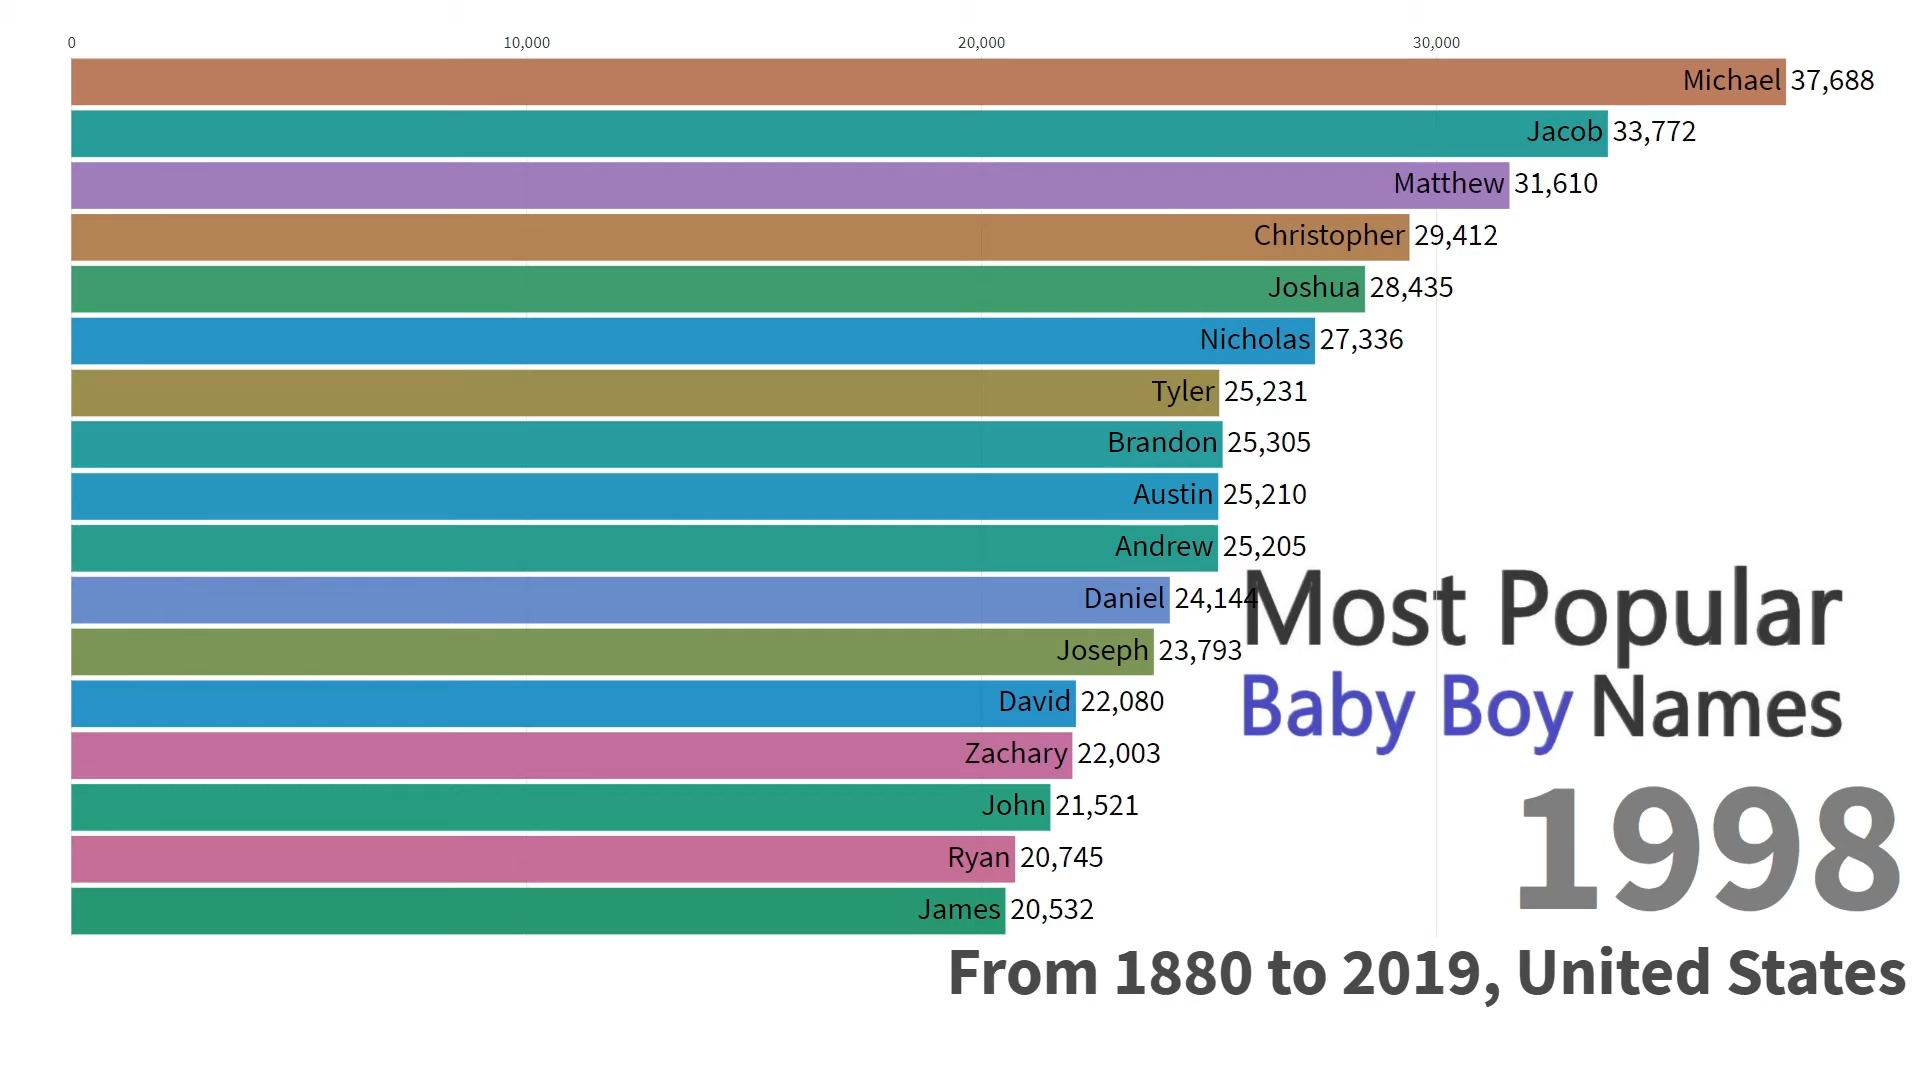 0 10,000 20,000 30,000
Michael 37,688
Jacob 33,772
Matthew 31,610
Christopher 29,412
Joshua 28,435
Nicholas 27,336
Tyler 25,231
Brandon 25,305
Austin 25,210
Andrew 25,205
Daniel 24,144
Joseph 23,793
David 22,080
Zachary 22,003
John 21,521
Ryan 20,745
James 20,532
Most Popular
Baby Boy Names
1998
From 1880 to 2019, United States